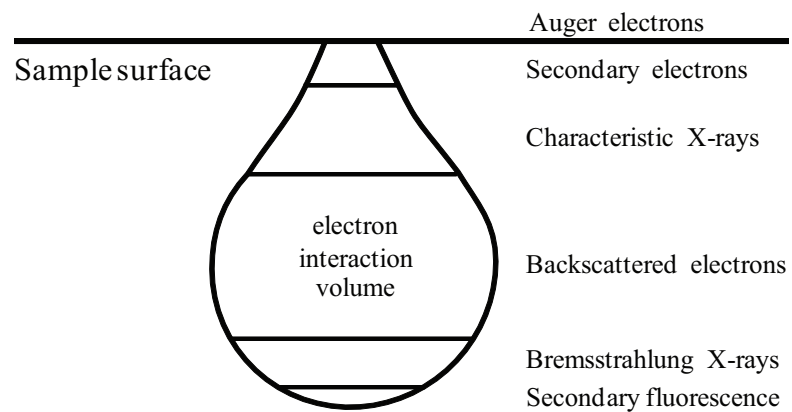 Auger electrons
Sample surface
Secondary electrons
Characteristic X-rays
electron
interaction
volume
Backscattered electrons
Bremsstrahlung X-rays
Secondary fluorescence